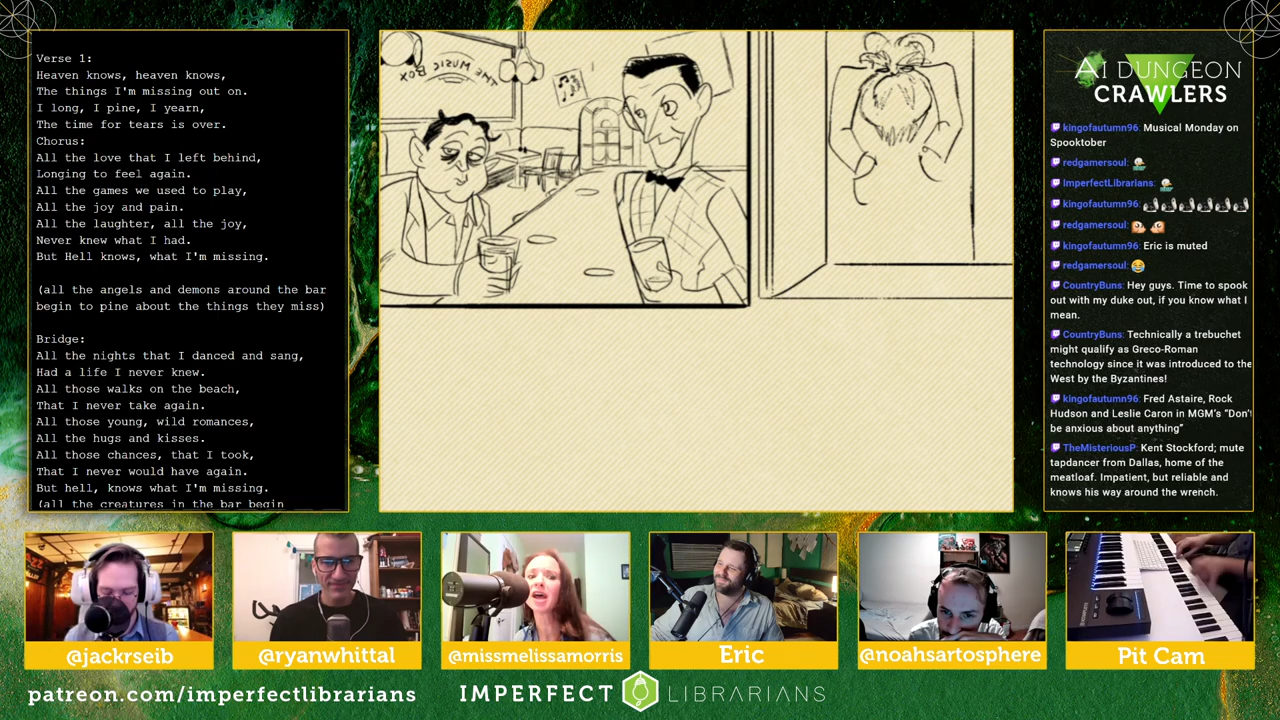 Verse 1:
Heaven knows, heaven knows,
The things I'm missing out on.
I long, I pine, I yearn,
The time for tears is over.
Chorus:
All the love that I left behind,
Longing to feel again.
All the games we used to play,
All the joy and pain.
All the laughter, all the joy,
Never knew what I had.
But Hell knows, what I'm missing.
(all the angels and demons around the bar
begin to pine about the things they miss)
Bridge:
All the nights that I danced and sang,
Had a life I never knew.
All those walks on the beach,
That I never take again.
All those young, wild romances,
All the hugs and kisses.
All those chances, that I took,
That I never would have again.
But hell, knows what I'm missing.
(all the creatures in the bar begin
THE MUSIC BOX
AI DUNGEON
CRAWLERS
kingofautumn96: Musical Monday on
Spooktober
redgamersoul:
ImperfectLibrarians:
kingofautumn96:
redgamersoul:
kingofautumn96: Eric is muted
redgamersoul: 😂
CountryBuns: Hey guys. Time to spook
out with my duke out, if you know what I
mean.
CountryBuns: Technically a trebuchet
might qualify as Greco-Roman
technology since it was introduced to the
West by the Byzantines!
kingofautumn96: Fred Astaire, Rock
Hudson and Leslie Caron in MGM's “Don't
be anxious about anything”
TheMisteriousP: Kent Stockford; mute
tapdancer from Dallas, home of the
meatloaf. Impatient, but reliable and
knows his way around the wrench.
@jackrseib
@ryanwhittal
@missmelissamorris
Eric
@noahsartosphere
Pit Cam
patreon.com/imperfectlibrarians
IMPERFECT LIBRARIANS